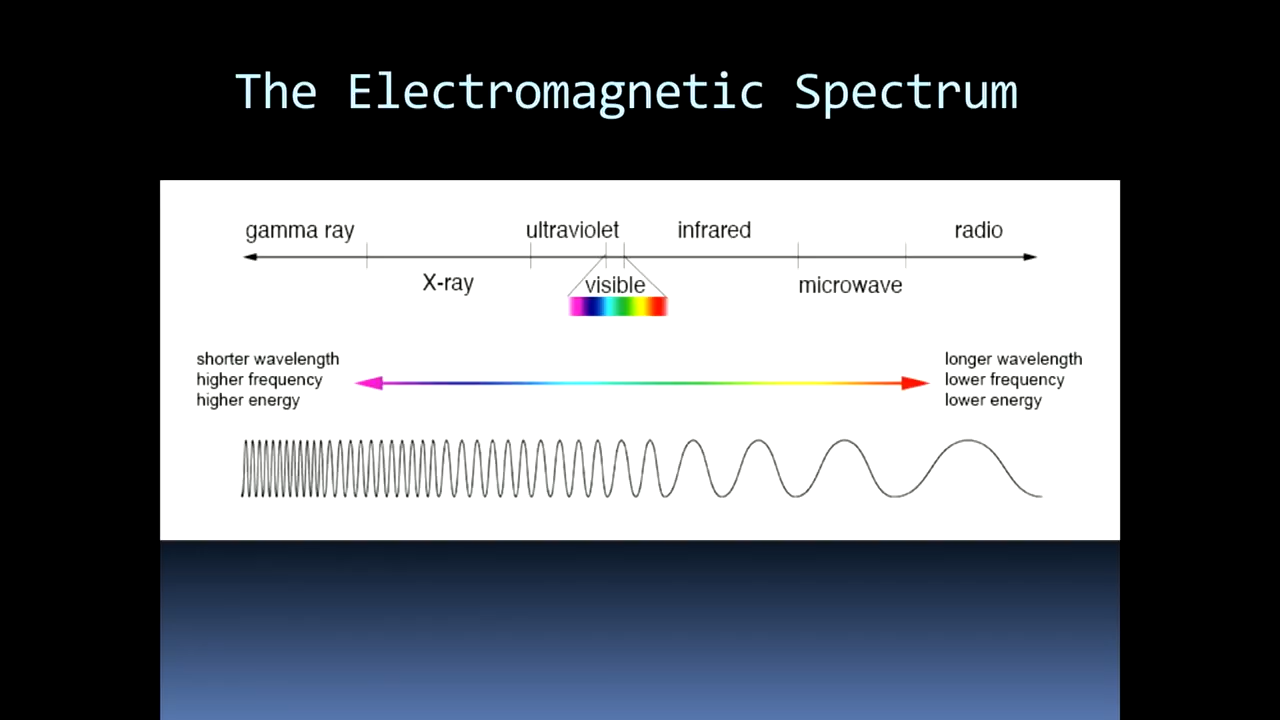 The Electromagnetic Spectrum
gamma ray
ultraviolet
infrared
radio
X-ray
visible
microwave
shorter wavelength
higher frequency
higher energy
longer wavelength
lower frequency
lower energy